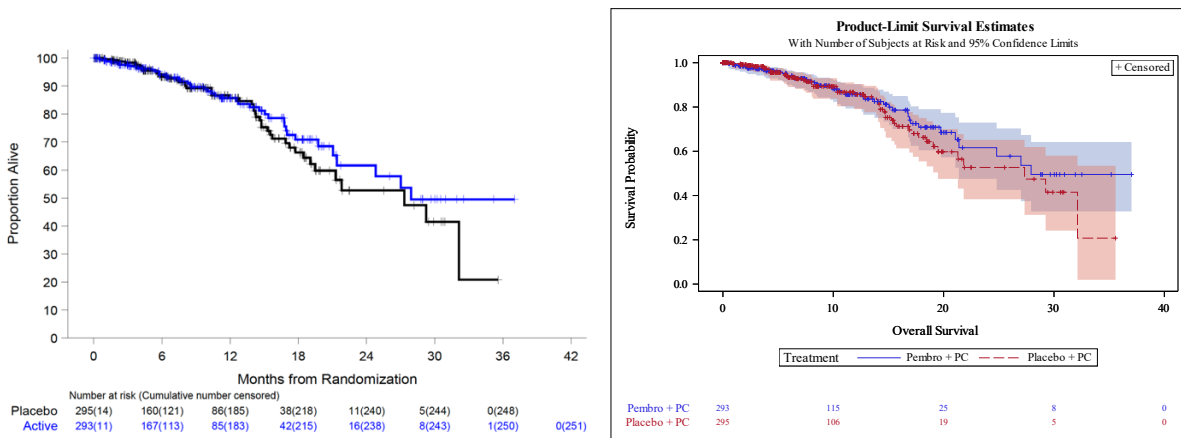 Proportion Alive
100
90
80
70
60
50
40
30
20
10
0
0 6 12 18 24 30 36 42
Months from Randomization
Number at risk (Cumulative number censored)
Placebo 295(14) 160(121) 86(185) 38(218) 11(240) 5(244) 0(248)
Active 293(11) 167(113) 85(183) 42(215) 16(238) 8(243) 1(250) 0(251)
Product-Limit Survival Estimates
With Number of Subjects at Risk and 95% Confidence Limits
+ Censored
Survival Probability
1.0
0.8
0.6
0.4
0.2
0.0
0 10 20 30 40
Overall Survival
Treatment Pembro + PC Placebo + PC
Pembro + PC 293 115 25 8 0
Placebo + PC 295 106 19 5 0